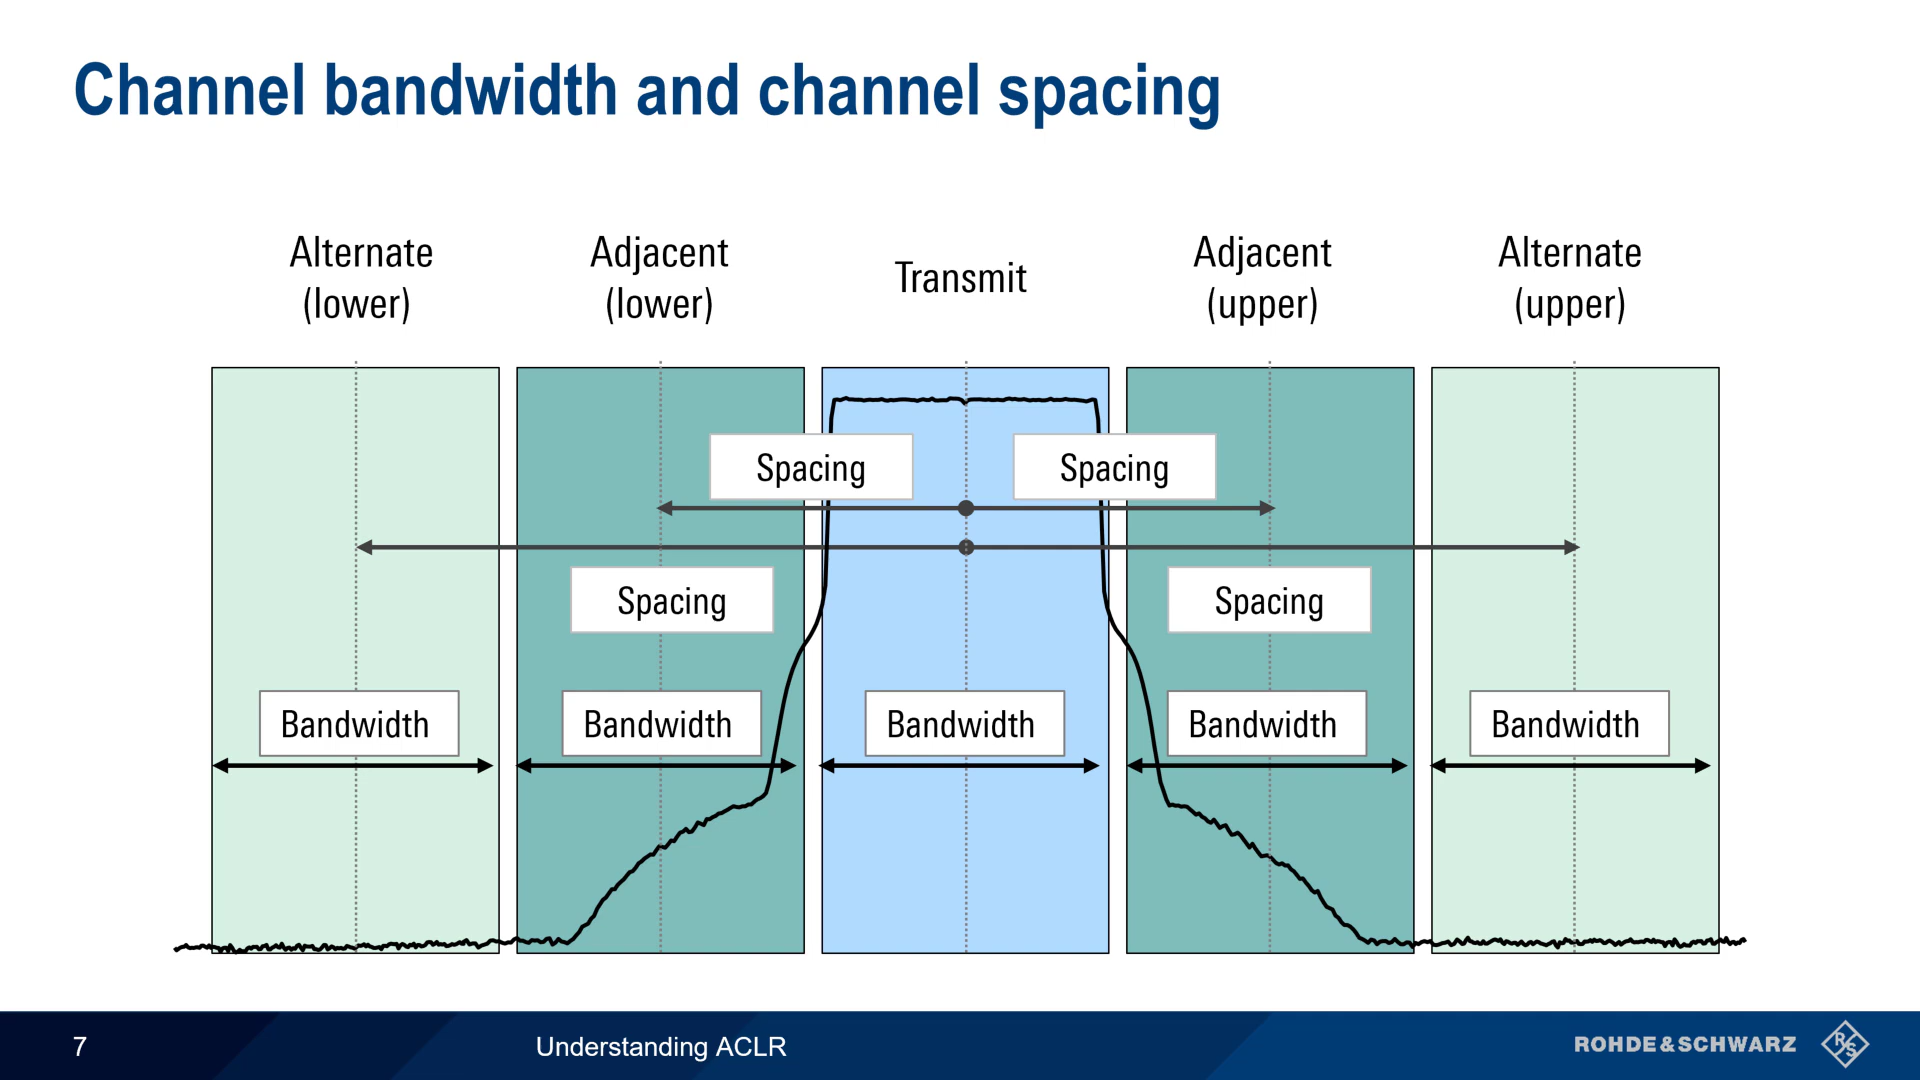 Channel bandwidth and channel spacing
Alternate
(lower)
Adjacent
(lower)
Transmit
Adjacent
(upper)
Alternate
(upper)
Spacing
Spacing
Spacing
Spacing
Bandwidth
Bandwidth
Bandwidth
Bandwidth
Bandwidth
7
Understanding ACLR
ROHDE&SCHWARZ
R
S